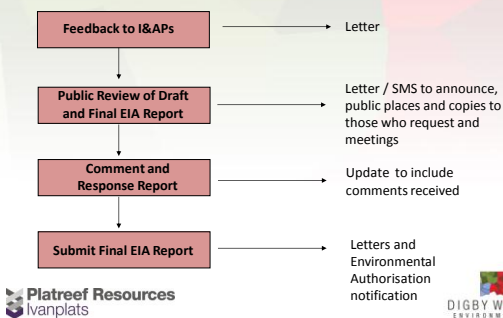 Feedback to I&APs
Letter
Public Review of Draft
and Final EIA Report
Letter / SMS to announce,
public places and copies to
those who request and
meetings
Comment and
Response Report
Update to include
comments received
Submit Final EIA Report
Letters and
Environmental
Authorisation
notification
Platreef Resources
Ivanplats
DIGBY W
ENVIRONM